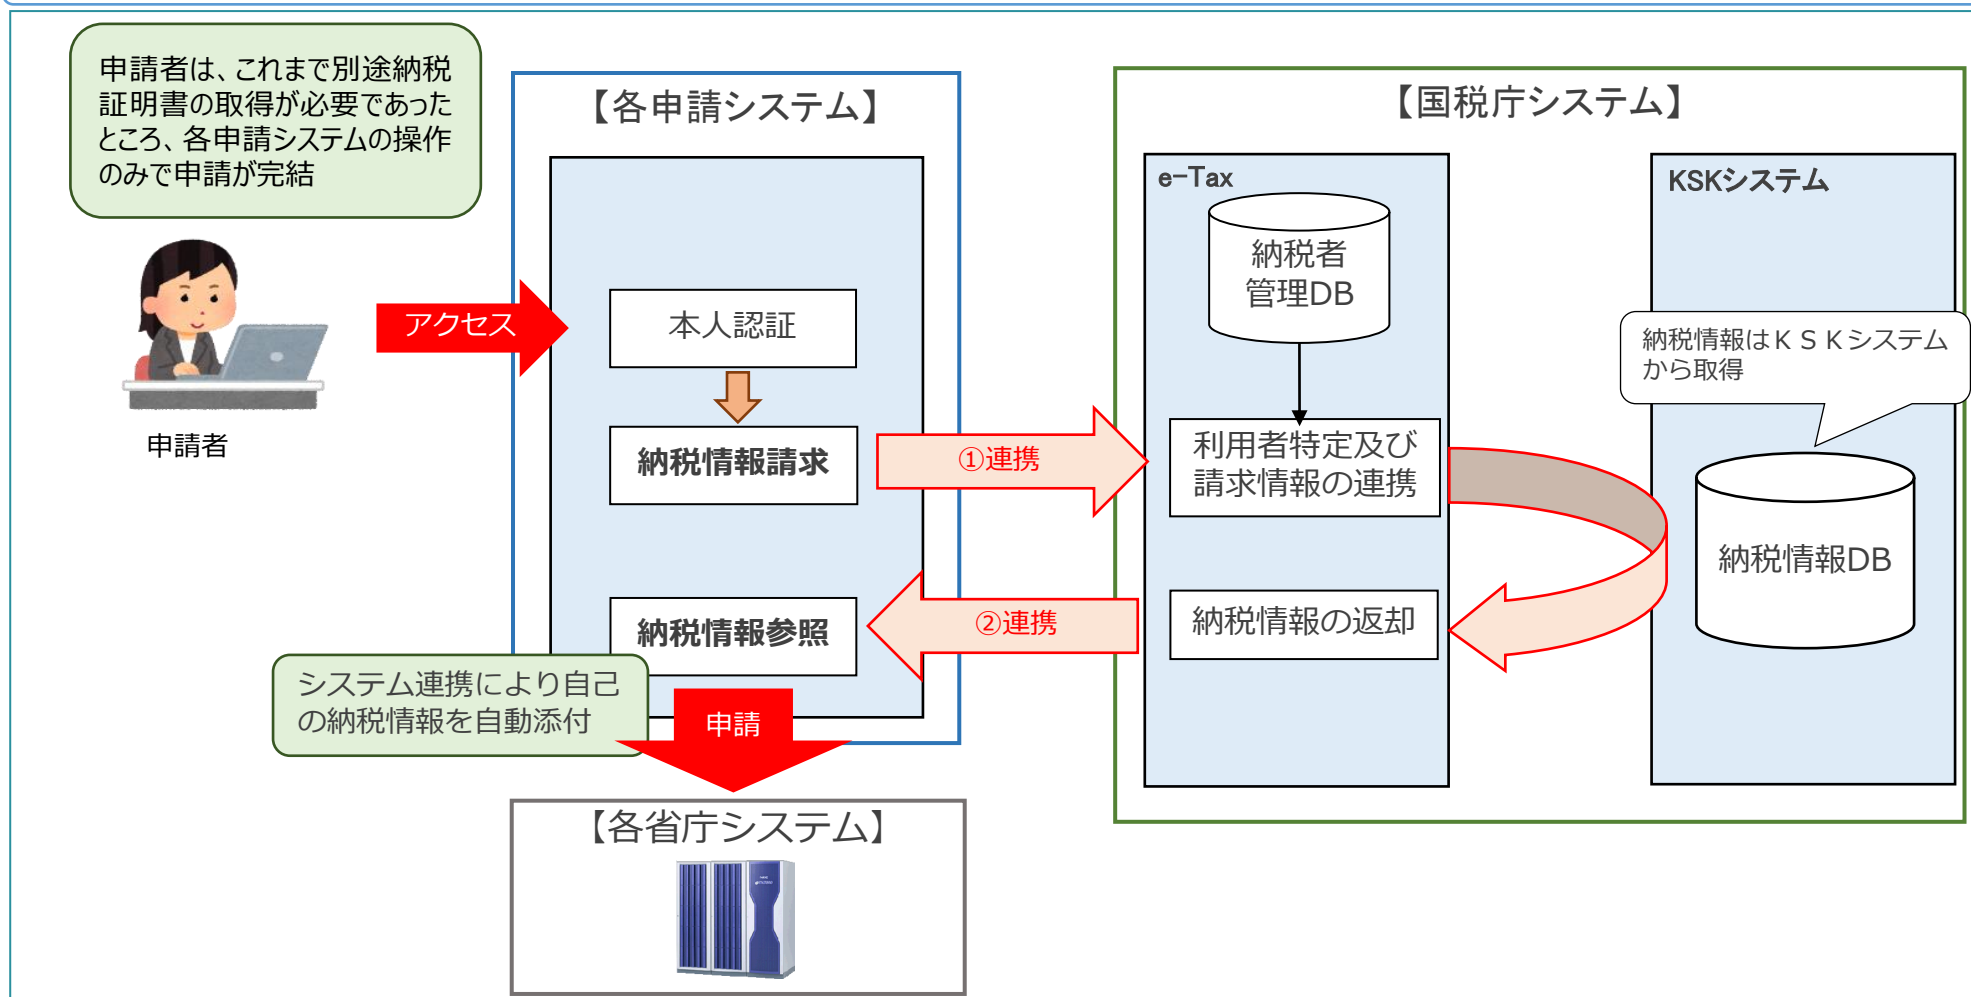 申請者は、これまで別途納税
証明書の取得が必要であった
ところ、各申請システムの操作
のみで申請が完結
申請者
アクセス
【各申請システム】
本人認証
納税情報請求
納税情報参照
システム連携により自己
の納税情報を自動添付
申請
【各省庁システム】
①連携
②連携
【国税庁システム】
e-Tax
納税者
管理DB
利用者特定及び
請求情報の連携
納税情報の返却
KSKシステム
納税情報はKSKシステム
から取得
納税情報DB